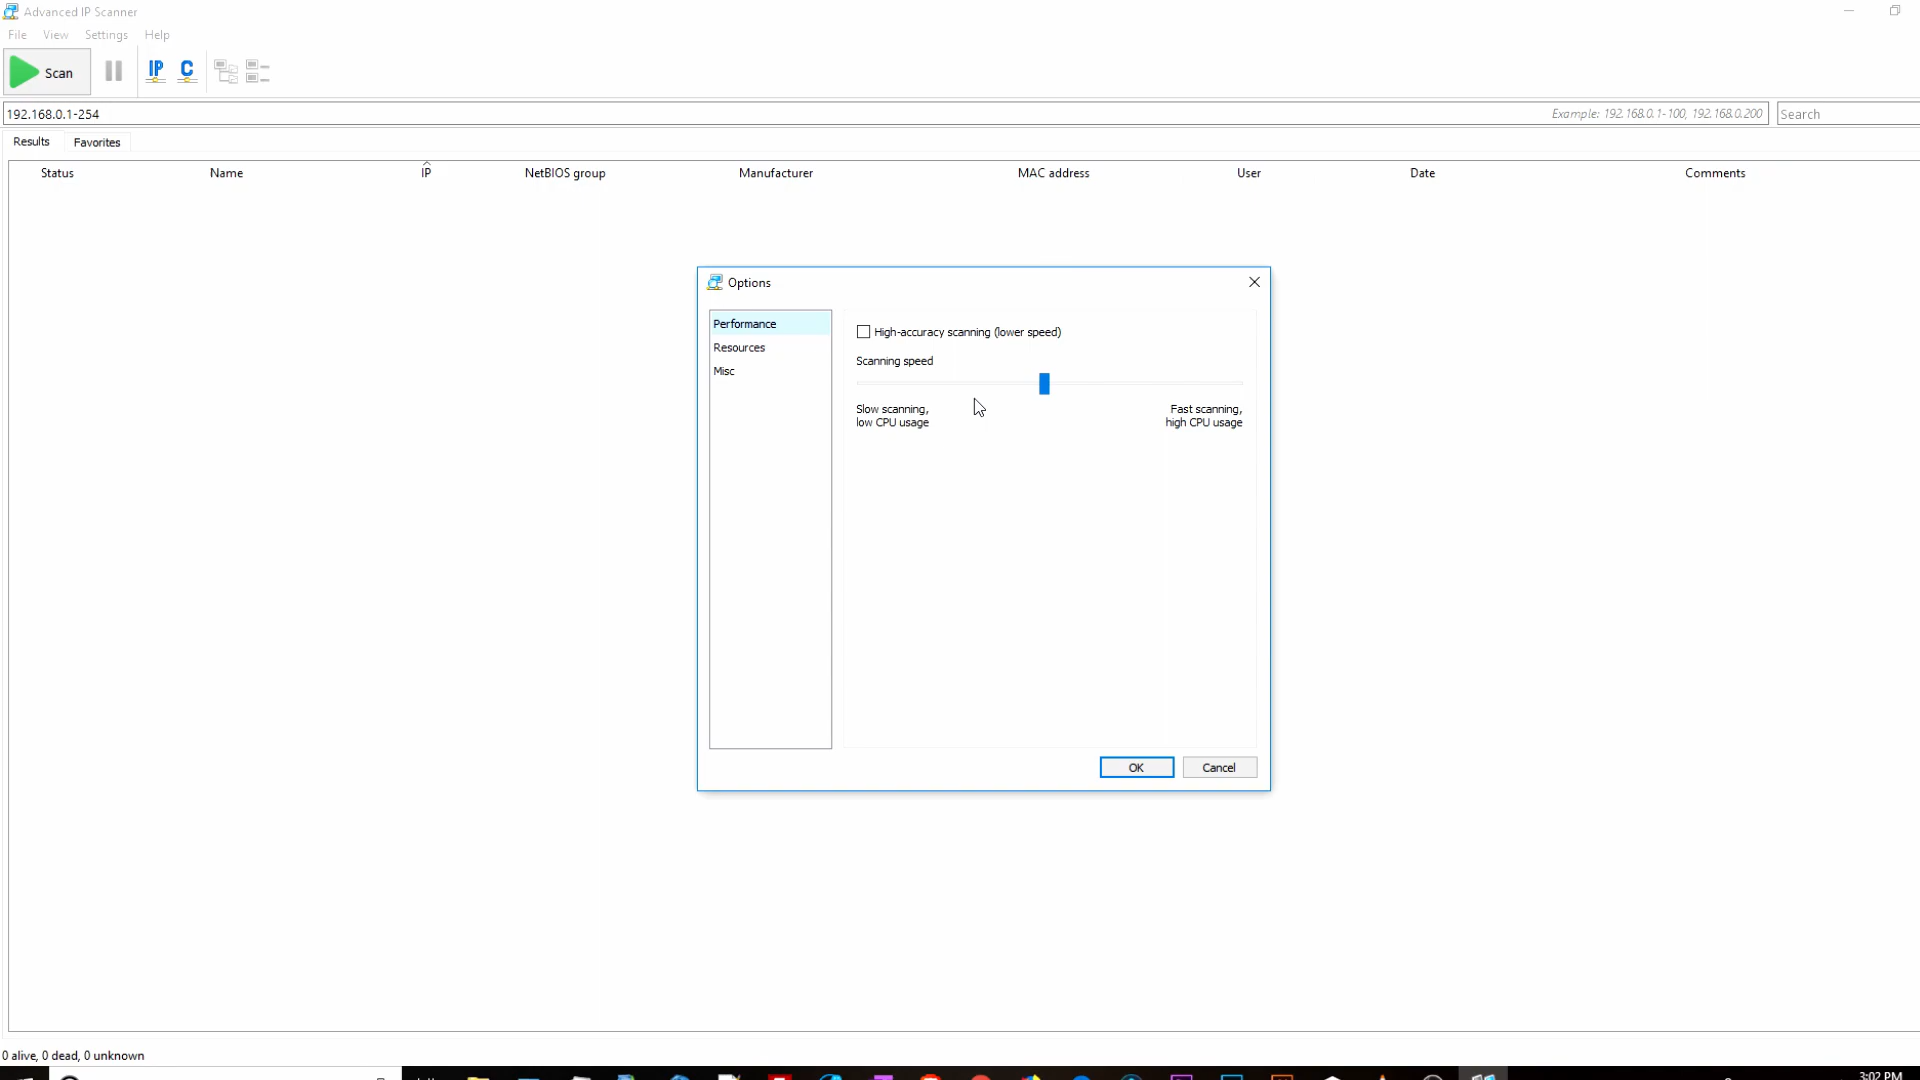 Advanced IP Scanner
File View Settings Help
Scan IP C
192.168.0.1-254 Example: 192.168.0.1-100, 192.168.0.200 Search
Results Favorites
Status Name IP NetBIOS group Manufacturer MAC address User Date Comments
Options
Performance
Resources
Misc
High-accuracy scanning (lower speed)
Scanning speed
Slow scanning,
low CPU usage
Fast scanning,
high CPU usage
OK Cancel
0 alive, 0 dead, 0 unknown
3:02 PM